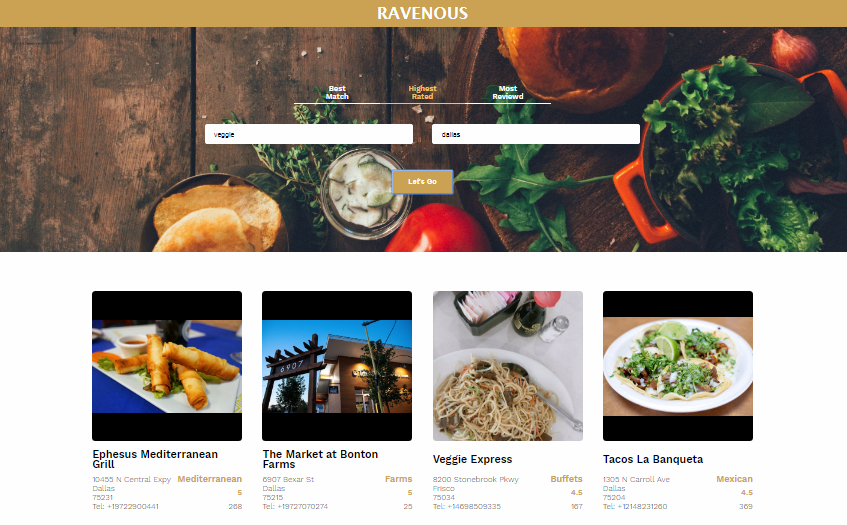 RAVENOUS
Best
Match
Highest
Rated
Most
Reviewd
veggie
dallas
Let's Go
6907
Ephesus Mediterranean
Grill
10455 N Central Expy
Mediterranean
Dallas
5
75231
Tel: +19722900441
268
The Market at Bonton
Farms
6907 Bexar St
Farms
Dallas
5
75215
Tel: +19727070274
25
Veggie Express
8200 Stonebrook Pkwy
Buffets
Frisco
4.5
75034
Tel: +14698509335
167
Tacos La Banqueta
1305 N Carroll Ave
Mexican
Dallas
4.5
75204
Tel: +12148231260
369